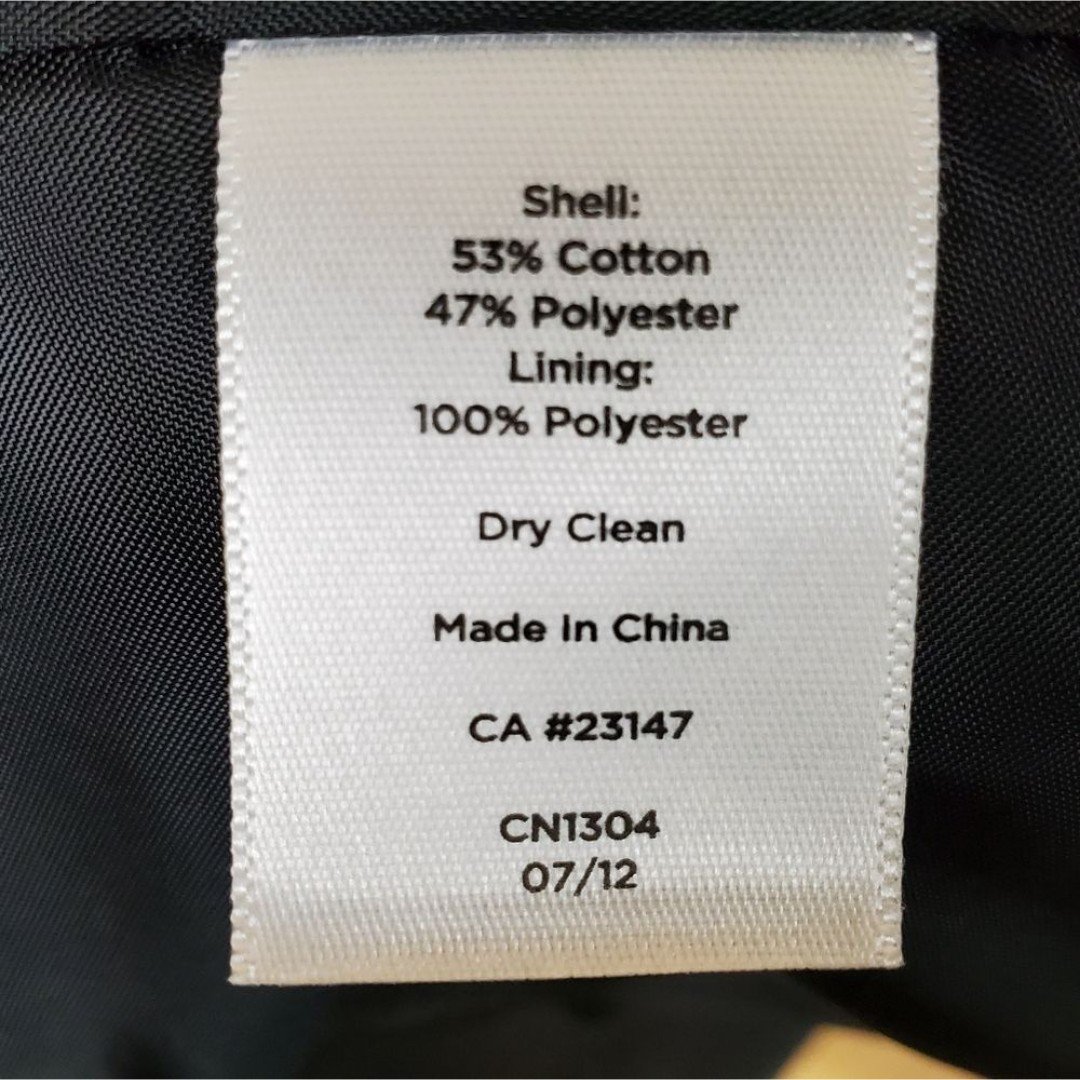 Shell:
53% Cotton
47% Polyester
Lining:
100% Polyester
Dry Clean
Made In China
CA #23147
CN1304
07/12